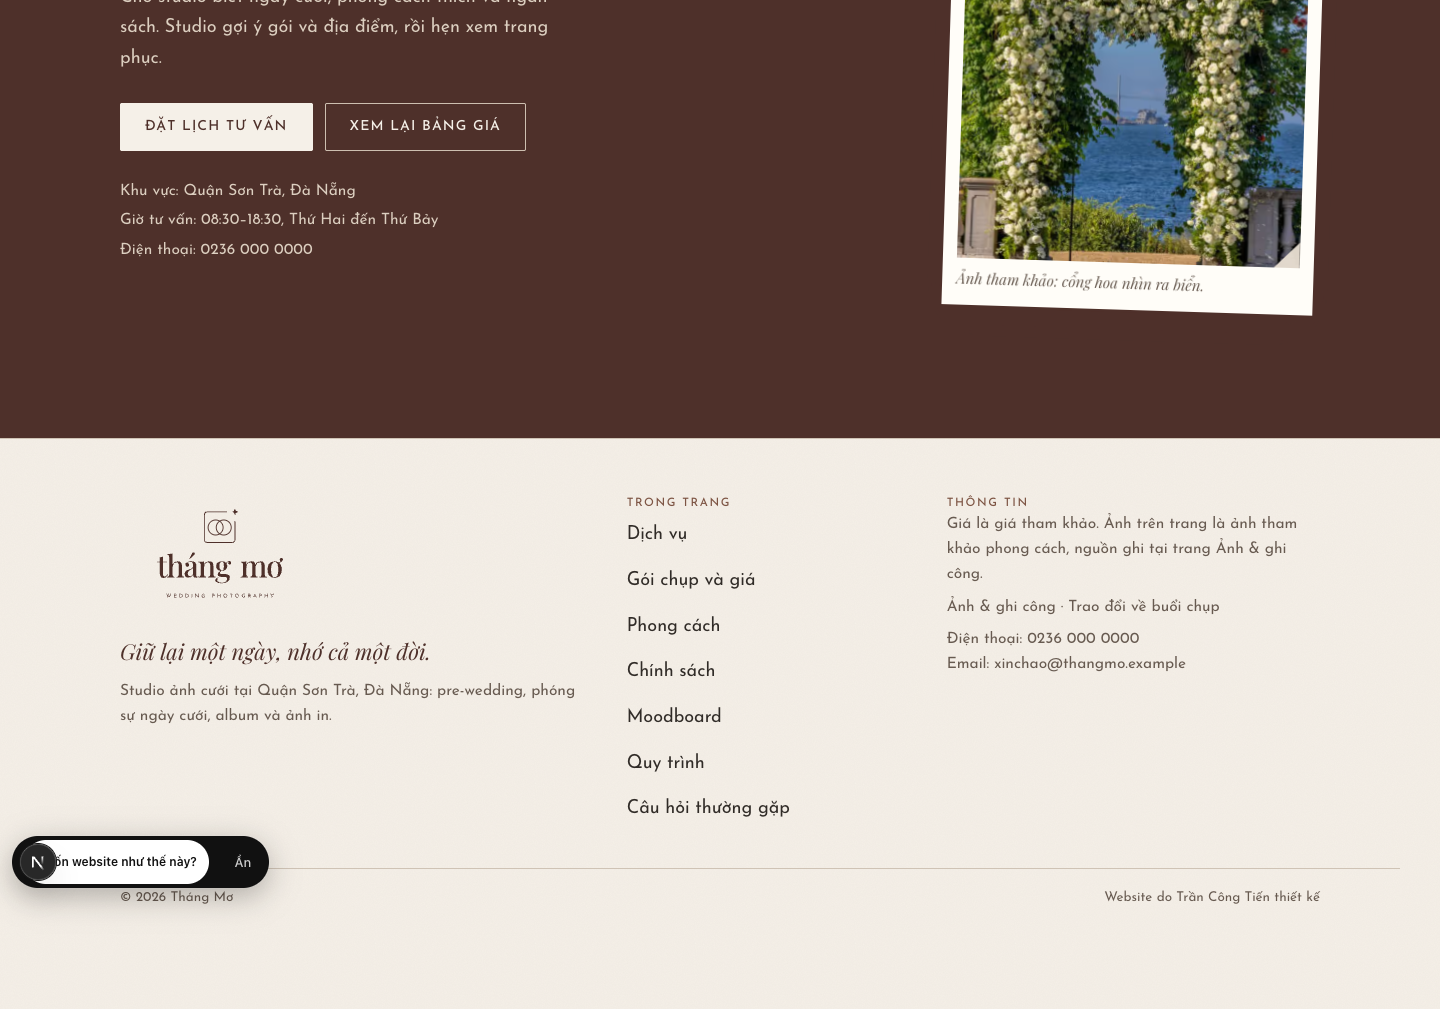 sách. Studio gợi ý gói và địa điểm, rồi hẹn xem trang
phục.
ĐẶT LỊCH TƯ VẤN
XEM LẠI BẢNG GIÁ
Khu vực: Quận Sơn Trà, Đà Nẵng
Giờ tư vấn: 08:30–18:30, Thứ Hai đến Thứ Bảy
Điện thoại: 0236 000 0000
Ảnh tham khảo: cổng hoa nhìn ra biển.
tháng mơ
WEDDING PHOTOGRAPHY
Giữ lại một ngày, nhớ cả một đời.
Studio ảnh cưới tại Quận Sơn Trà, Đà Nẵng: pre-wedding, phóng
sự ngày cưới, album và ảnh in.
TRONG TRANG
Dịch vụ
Gói chụp và giá
Phong cách
Chính sách
Moodboard
Quy trình
Câu hỏi thường gặp
THÔNG TIN
Giá là giá tham khảo. Ảnh trên trang là ảnh tham
khảo phong cách, nguồn ghi tại trang Ảnh & ghi
công.
Ảnh & ghi công · Trao đổi về buổi chụp
Điện thoại: 0236 000 0000
Email: xinchao@thangmo.example
N
website như thế này?
Ẩn
© 2026 Tháng Mơ
Website do Trần Công Tiến thiết kế